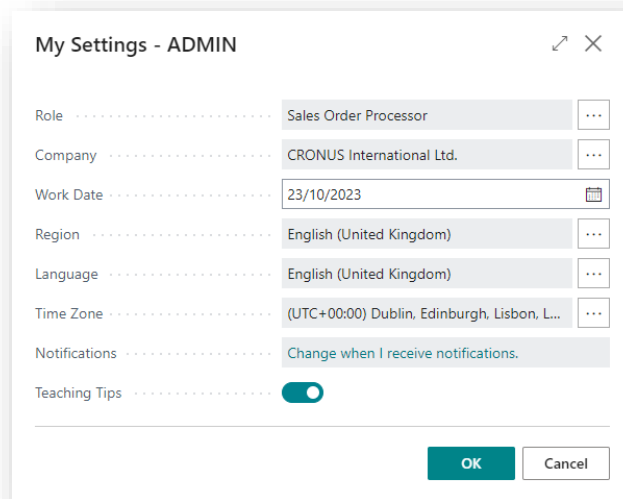 My Settings - ADMIN
Role Sales Order Processor
Company CRONUS International Ltd.
Work Date 23/10/2023
Region English (United Kingdom)
Language English (United Kingdom)
Time Zone (UTC+00:00) Dublin, Edinburgh, Lisbon, L...
Notifications Change when I receive notifications.
Teaching Tips
OK Cancel